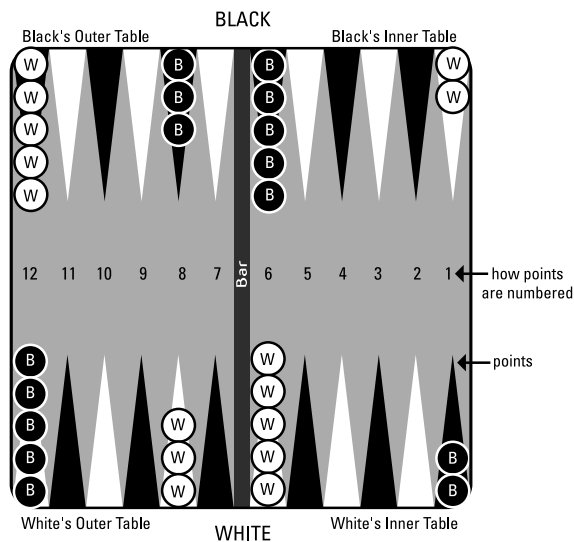 BLACK
Black's Outer Table
Black's Inner Table
W B B W
W B B W
W B B
W B
W B
12 11 10 9 8 7 Bar 6 5 4 3 2 1
how points
are numbered
points
B W
B W
B W W
B W W B
B W W B
White's Outer Table
White's Inner Table
WHITE